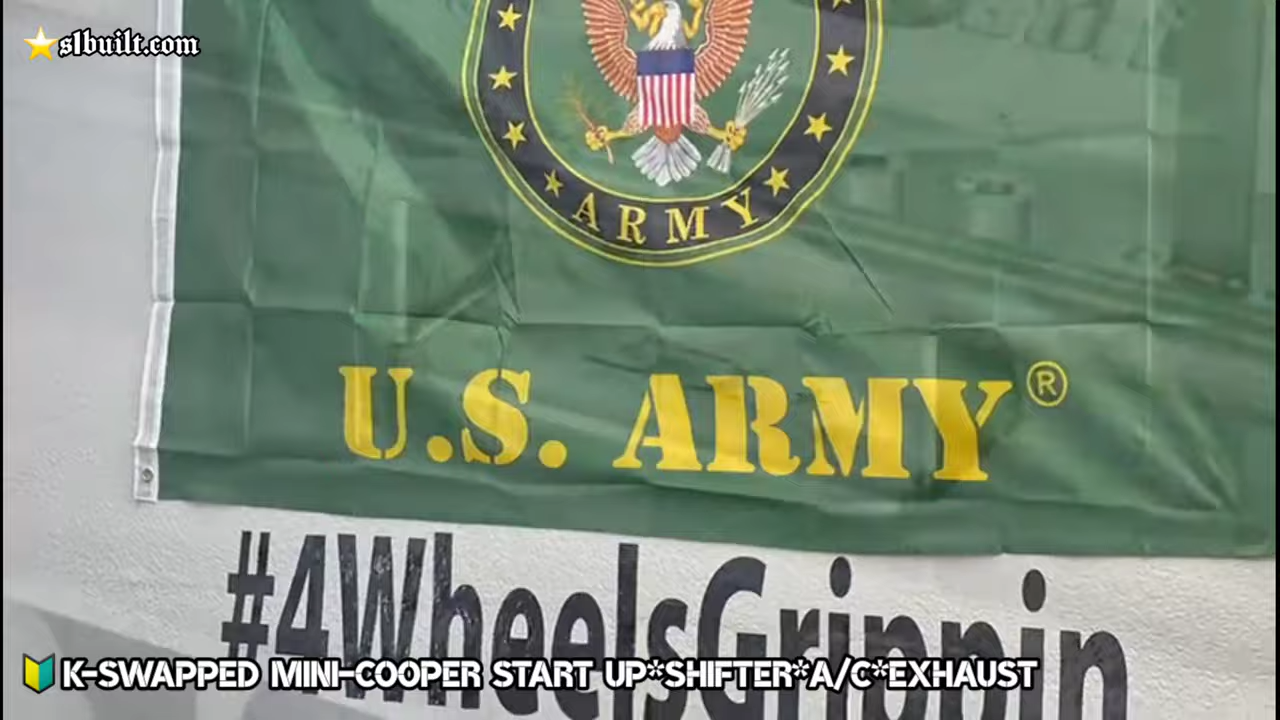 s1built.com
ARMY
U.S. ARMY®
#4WheelsGrippin
K-SWAPPED MINI-COOPER START UP*SHIFTER*A/C*EXHAUST